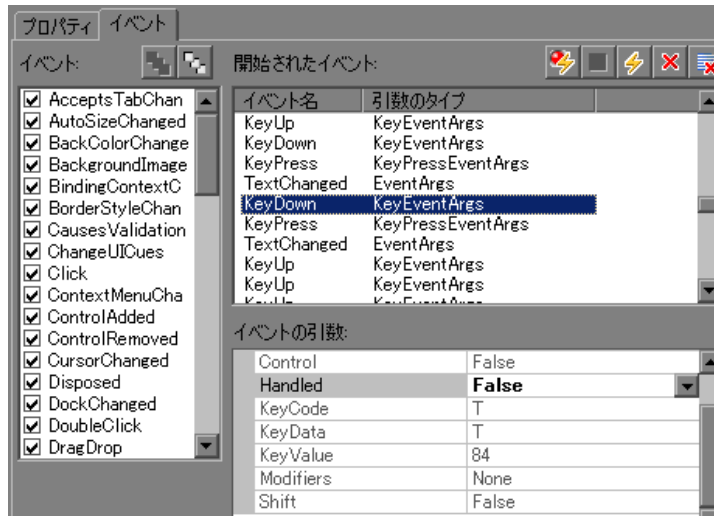 プロパティ イベント
イベント:
開始されたイベント:
AcceptsTabChan
AutoSizeChanged
BackColorChange
BackgroundImage
BindingContextC
BorderStyleChan
CausesValidation
ChangeUICues
Click
ContextMenuCha
ControlAdded
ControlRemoved
CursorChanged
Disposed
DockChanged
DoubleClick
DragDrop
イベント名 引数のタイプ
KeyUp KeyEventArgs
KeyDown KeyEventArgs
KeyPress KeyPressEventArgs
TextChanged EventArgs
KeyDown KeyEventArgs
KeyPress KeyPressEventArgs
TextChanged EventArgs
KeyUp KeyEventArgs
KeyUp KeyEventArgs
KeyUp KeyEventArgs
イベントの引数:
Control False
Handled False
KeyCode T
KeyData T
KeyValue 84
Modifiers None
Shift False